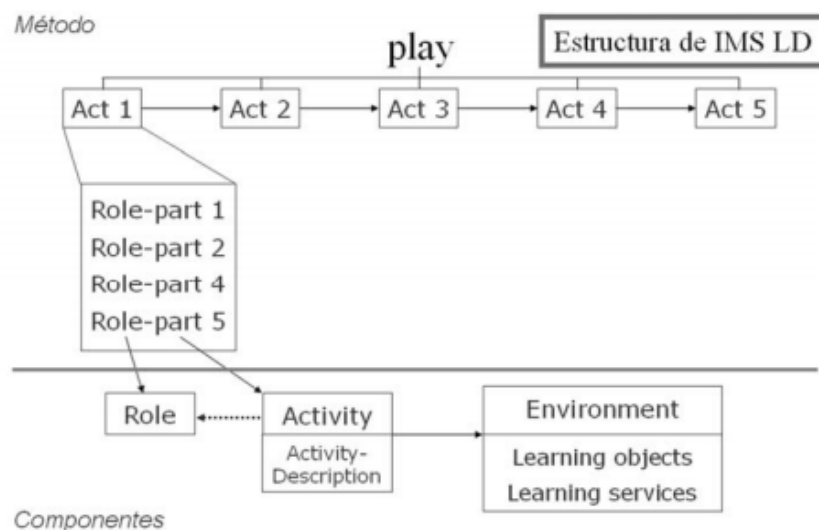 Método
Estructura de IMS LD
play
Act 1
Act 2
Act 3
Act 4
Act 5
Role-part 1
Role-part 2
Role-part 4
Role-part 5
Role
Activity
Activity-
Description
Environment
Learning objects
Learning services
Componentes